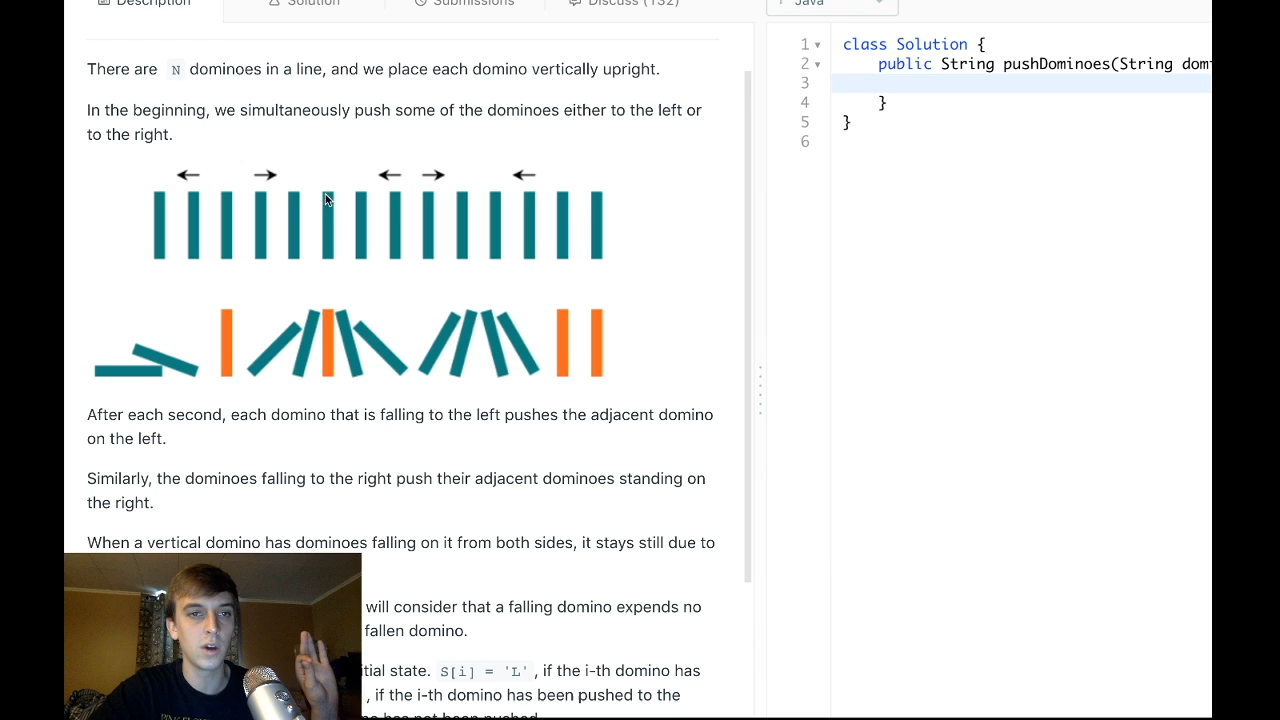 Description
Solution
Submissions
Discuss (132)
Java
There are N dominoes in a line, and we place each domino vertically upright.
In the beginning, we simultaneously push some of the dominoes either to the left or
to the right.
After each second, each domino that is falling to the left pushes the adjacent domino
on the left.
Similarly, the dominoes falling to the right push their adjacent dominoes standing on
the right.
When a vertical domino has dominoes falling on it from both sides, it stays still due to
will consider that a falling domino expends no
fallen domino.
itial state. S[i] = 'L', if the i-th domino has
, if the i-th domino has been pushed to the
has not been pushed.
1 class Solution {
2 public String pushDominoes(String dom
3
4 }
5 }
6